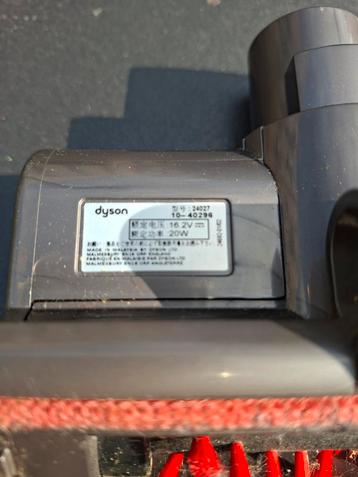 dyson 型号: 24027
10-40296
额定电压: 16.2V
额定功率: 20W
MADE IN MALAYSIA BY DYSON LTD
MALMESBURY SN16 0RP ENGLAND
FABRIQUE EN MALAISIE PAR DYSON LTD
MALMESBURY SN16 0RP ANGLETERRE